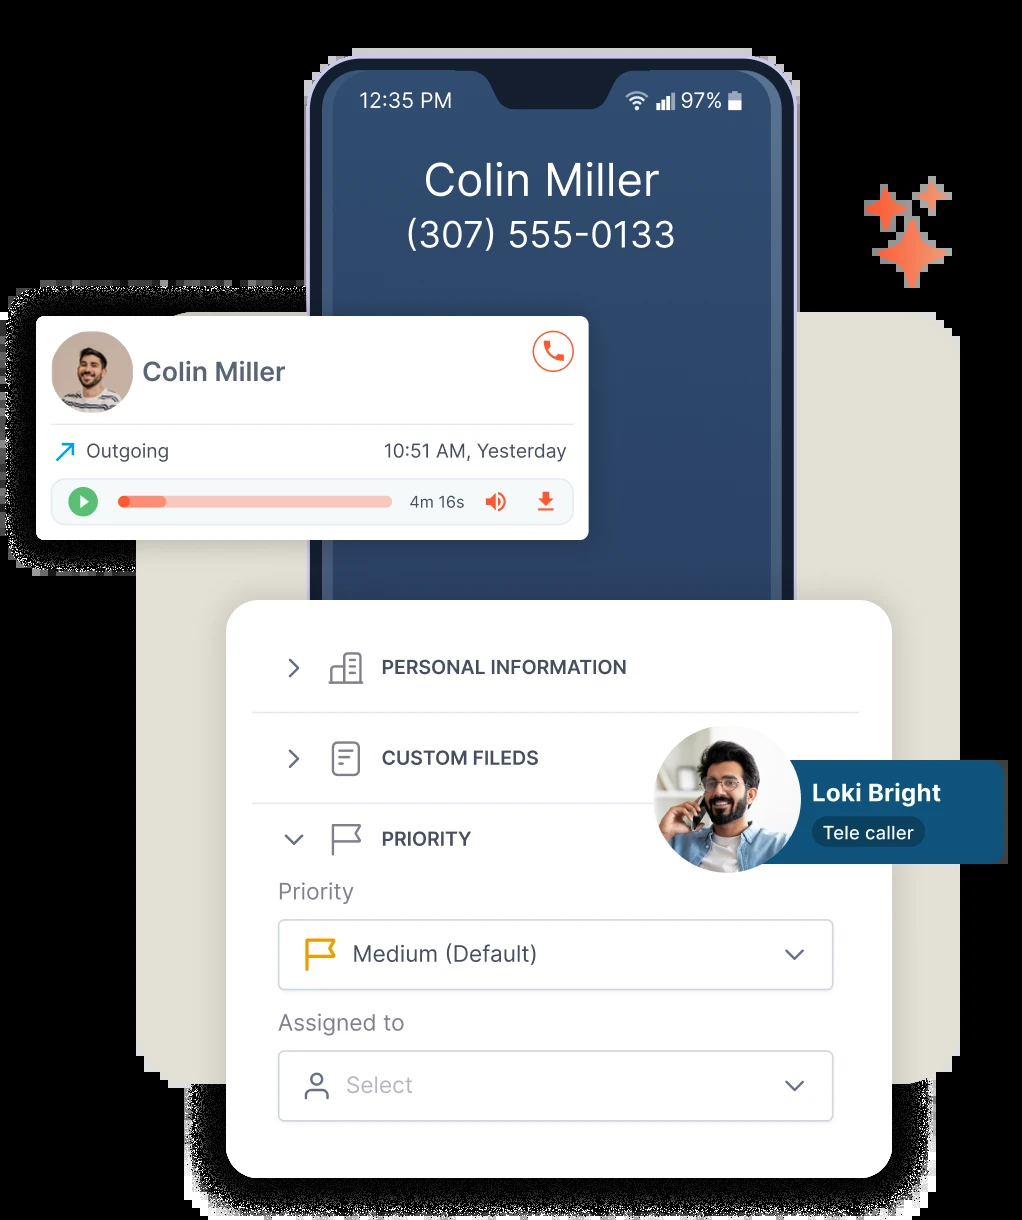 12:35 PM
97%
Colin Miller
(307) 555-0133
Colin Miller
Outgoing
10:51 AM, Yesterday
4m 16s
PERSONAL INFORMATION
CUSTOM FILEDS
Loki Bright
Tele caller
PRIORITY
Priority
Medium (Default)
Assigned to
Select